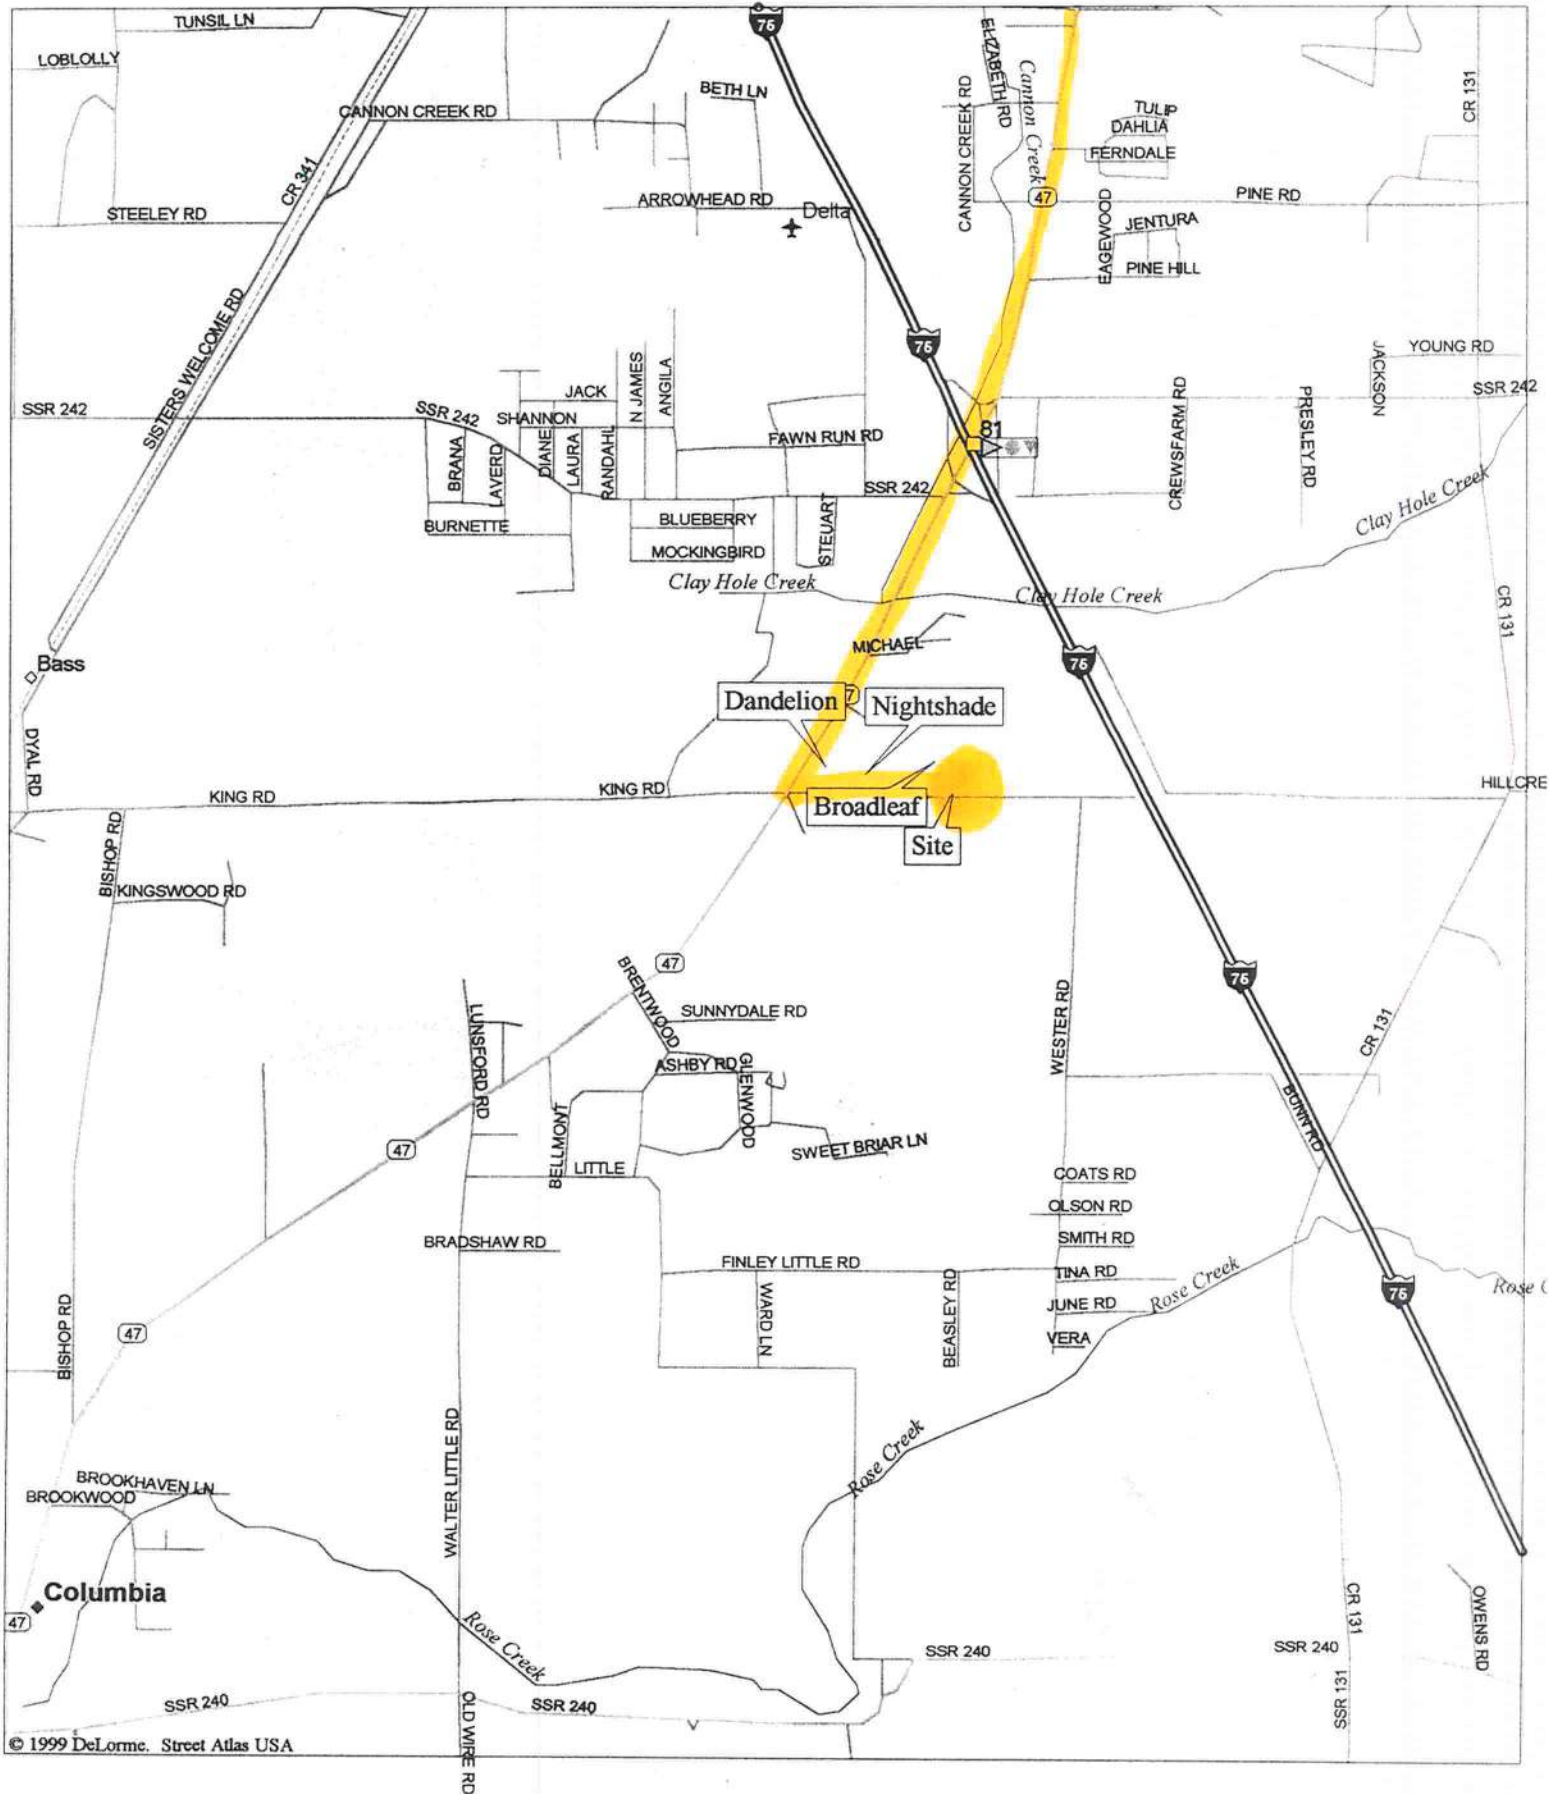 TUNSIL LN
76
ELIZABETH RD
LOBLOLLY
CANNON CREEK RD
BETH LN
CANNON CREEK RD
Cannon Creek
TULIP
DAHLIA
FERNDALE
CR 131
CR 341
STEELEY RD
ARROWHEAD RD
Delta
47
PINE RD
EAGEWOOD
JENTURA
PINE HILL
SISTERS WELCOME RD
76
JACKSON
YOUNG RD
SSR 242
SSR 242
SSR 242
JACK
SHANNON
N JAMES
ANGILA
CREWSFARM RD
PRESLEY RD
81
FAWN RUN RD
BRANA
LAVERD
DIANE
LAURA
RANDAHL
SSR 242
BURNETTE
BLUEBERRY
MOCKINGBIRD
STEUART
Clay Hole Creek
Clay Hole Creek
Clay Hole Creek
CR 131
MICHAEL
76
Bass
Dandelion
7
Nightshade
DYAL RD
KING RD
KING RD
HILLCRE
Broadleaf
Site
BISHOP RD
KINGSWOOD RD
47
BRENTWOOD
SUNNYDALE RD
76
LUNSFORD RD
WESTER RD
CR 131
ASHBY RD
GLENWOOD
BUNN RD
47
BELLMONT
LITTLE
SWEET BRIAR LN
COATS RD
OLSON RD
BRADSHAW RD
SMITH RD
FINLEY LITTLE RD
TINA RD
Rose Creek
76
BISHOP RD
47
WARD LN
BEASLEY RD
JUNE RD
VERA
WALTER LITTLE RD
Rose Creek
BROOKHAVEN LN
BROOKWOOD
Columbia
47
Rose Creek
CR 131
OWENS RD
SSR 240
SSR 240
SSR 240
SSR 240
OLD WIRE RD
SSR 131
© 1999 DeLorme. Street Atlas USA